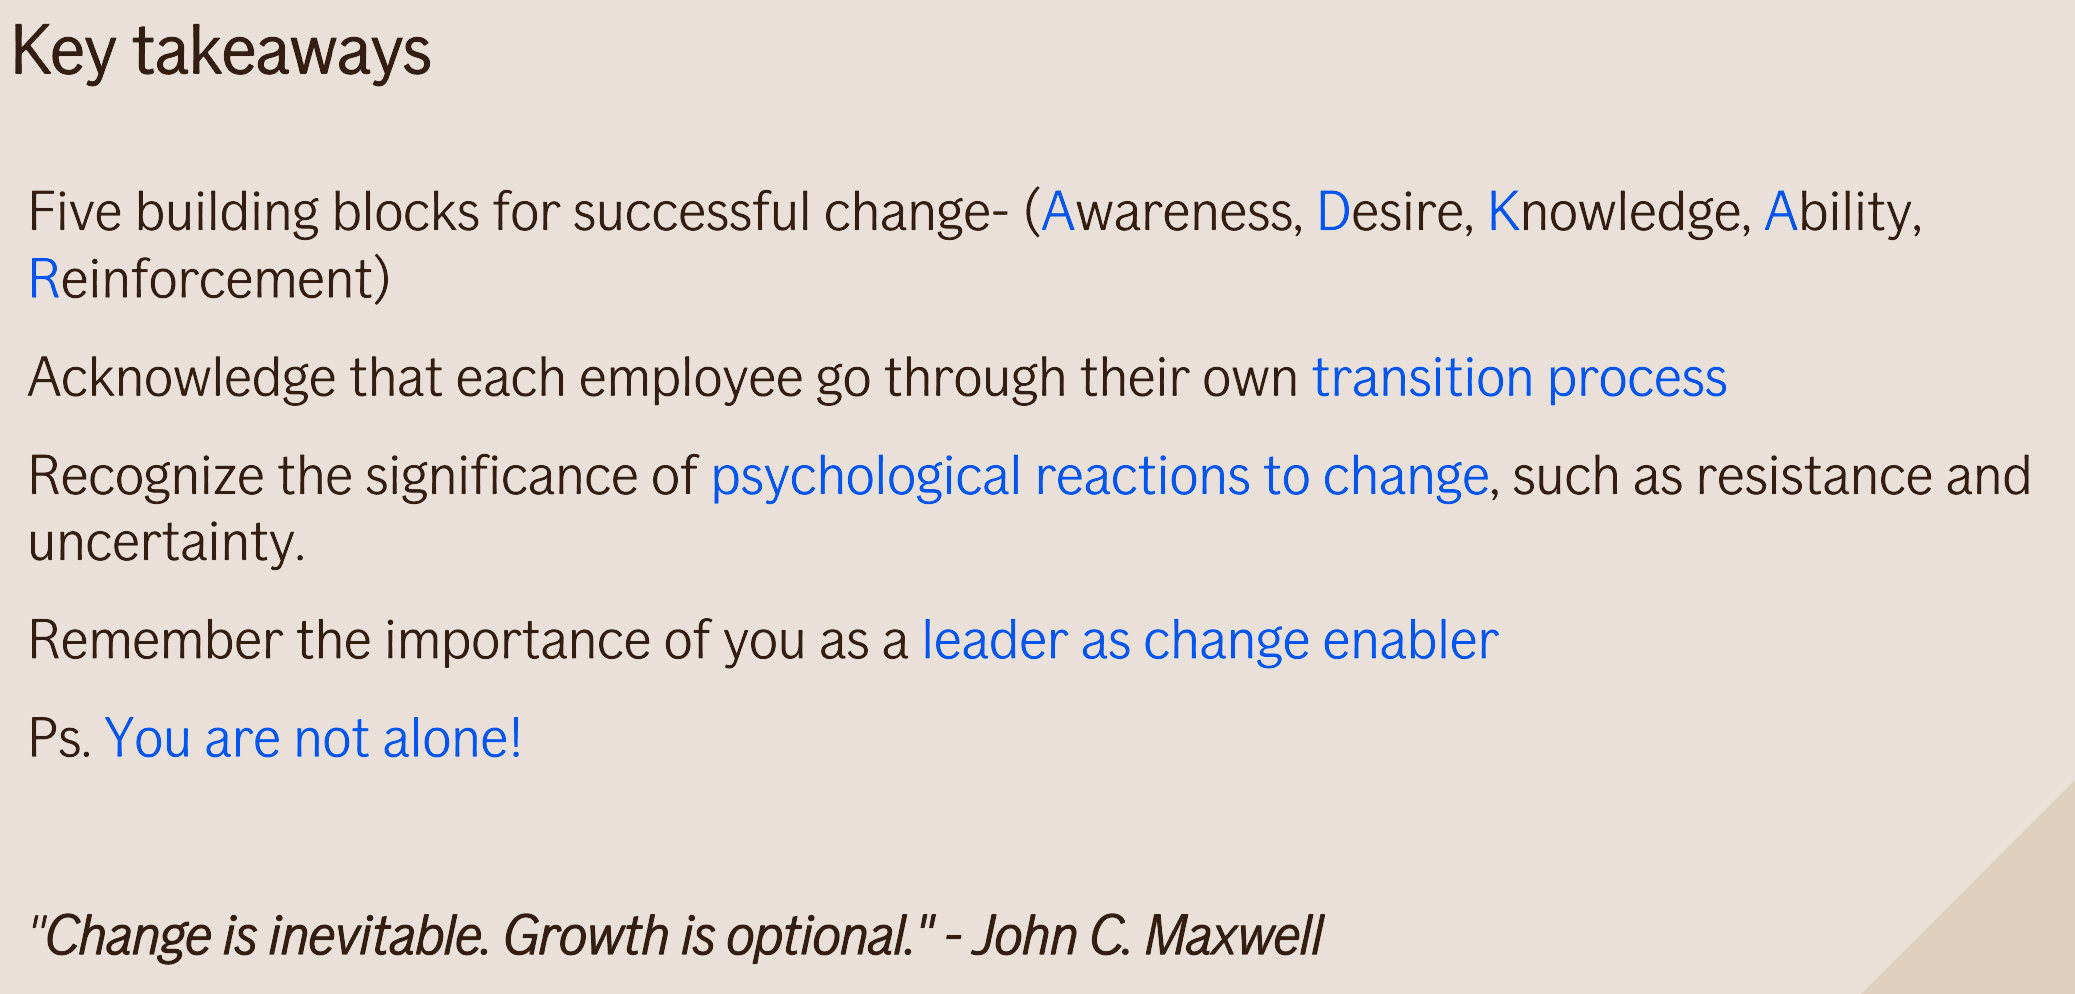 Key takeaways
Five building blocks for successful change- (Awareness, Desire, Knowledge, Ability,
Reinforcement)
Acknowledge that each employee go through their own transition process
Recognize the significance of psychological reactions to change, such as resistance and
uncertainty.
Remember the importance of you as a leader as change enabler
Ps. You are not alone!
"Change is inevitable. Growth is optional." - John C. Maxwell